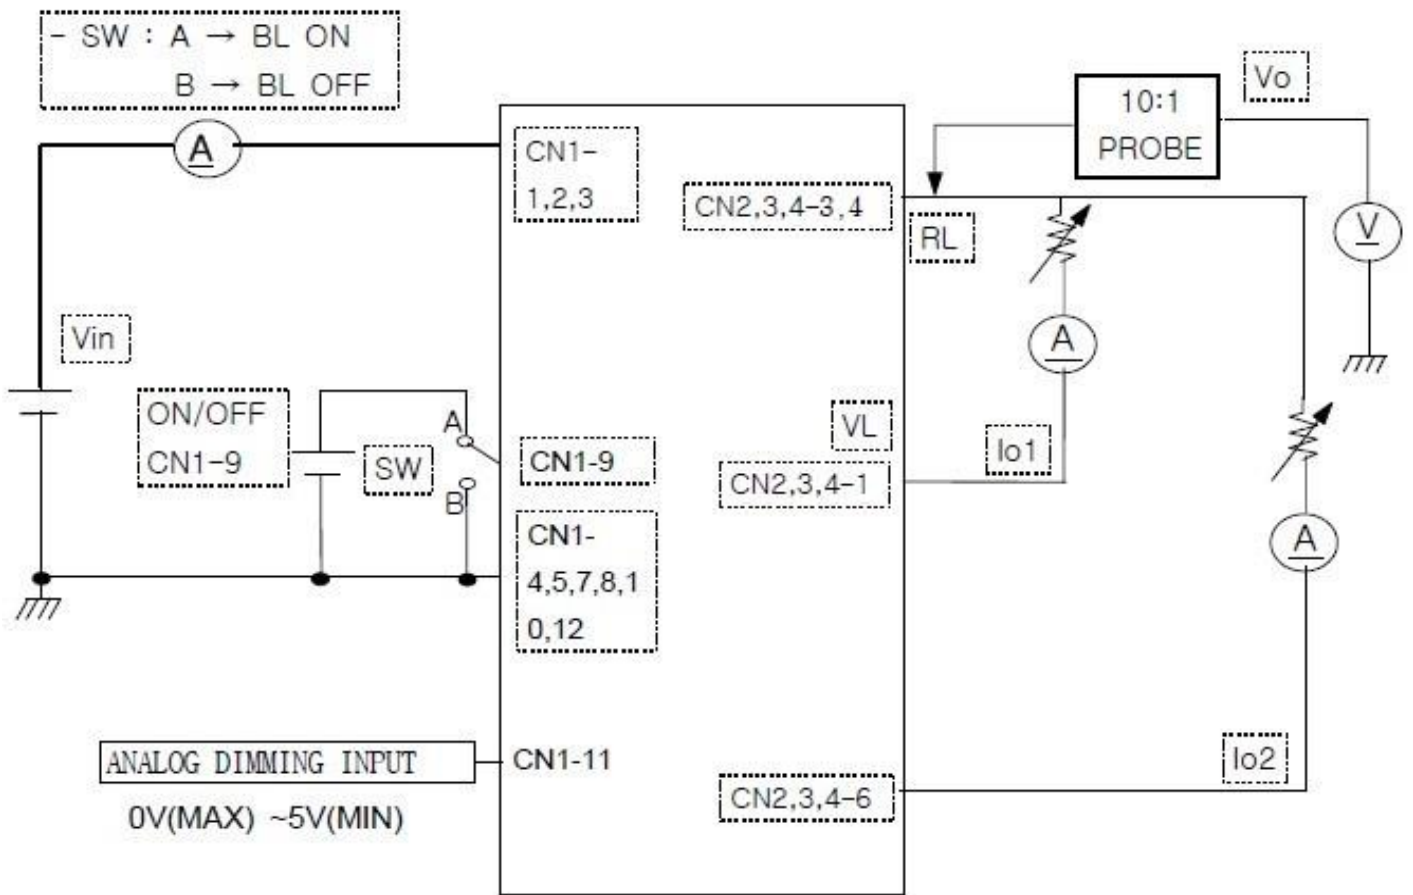 - SW : A → BL ON
B → BL OFF
A
CN1-
1,2,3
CN2,3,4-3,4
RL
10:1
PROBE
Vo
V
A
Vin
ON/OFF
CN1-9
SW
A
B
CN1-9
VL
CN2,3,4-1
Io1
A
CN1-
4,5,7,8,1
0,12
ANALOG DIMMING INPUT
CN1-11
0V(MAX) ~5V(MIN)
CN2,3,4-6
Io2